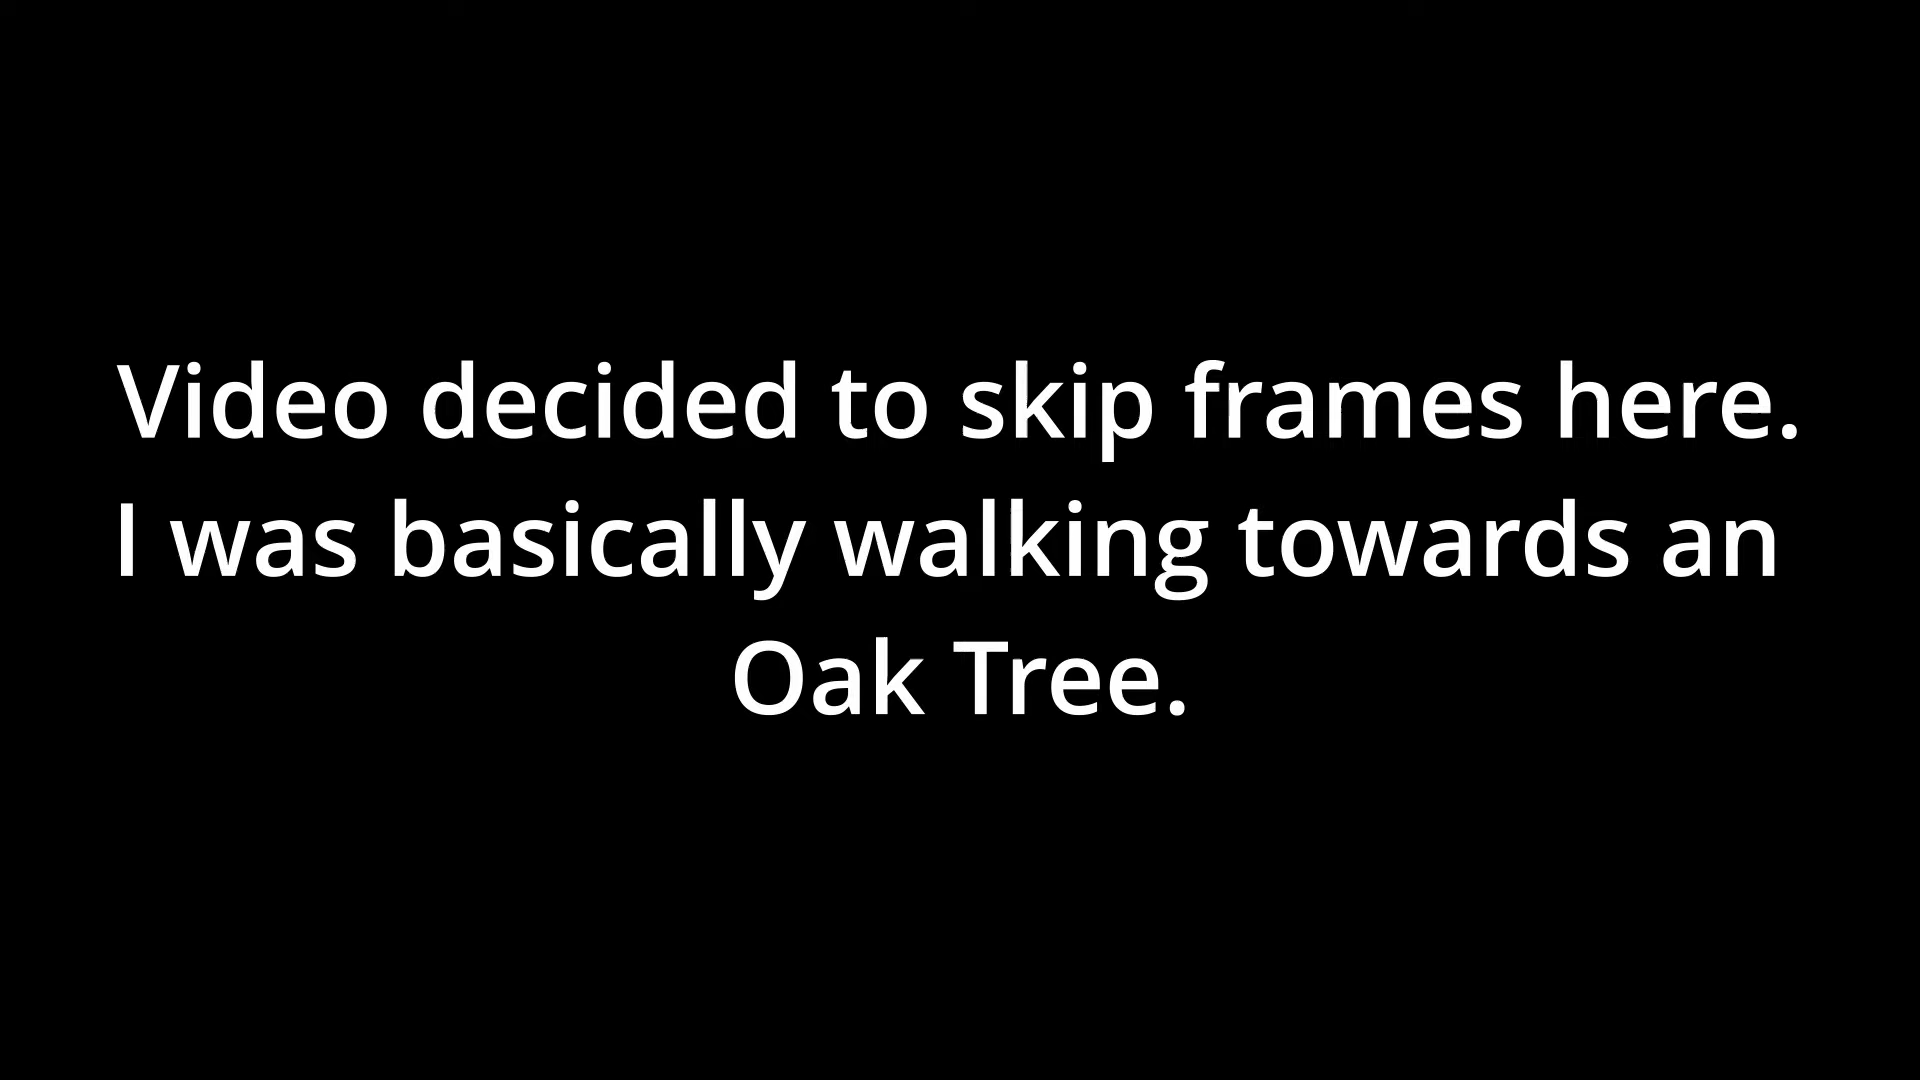 Video decided to skip frames here.
I was basically walking towards an
Oak Tree.